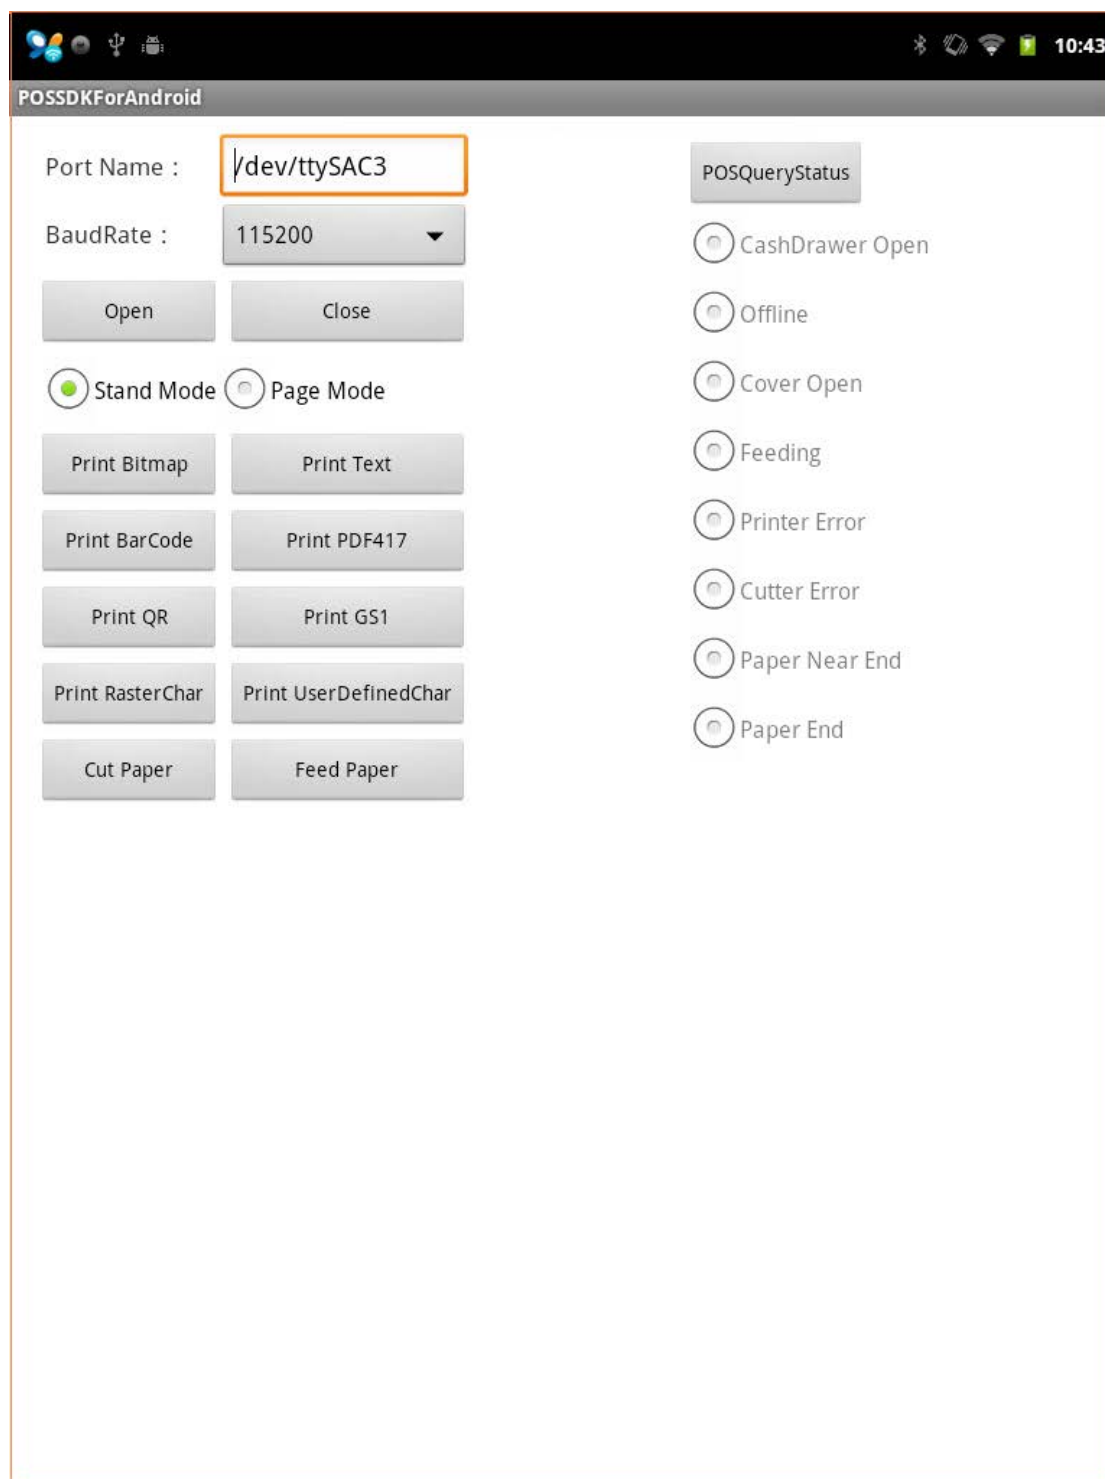 10:43
POSSDKForAndroid
Port Name :
/dev/ttySAC3
BaudRate :
115200
Open
Close
Stand Mode
Page Mode
Print Bitmap
Print Text
Print BarCode
Print PDF417
Print QR
Print GS1
Print RasterChar
Print UserDefinedChar
Cut Paper
Feed Paper
POSQueryStatus
CashDrawer Open
Offline
Cover Open
Feeding
Printer Error
Cutter Error
Paper Near End
Paper End